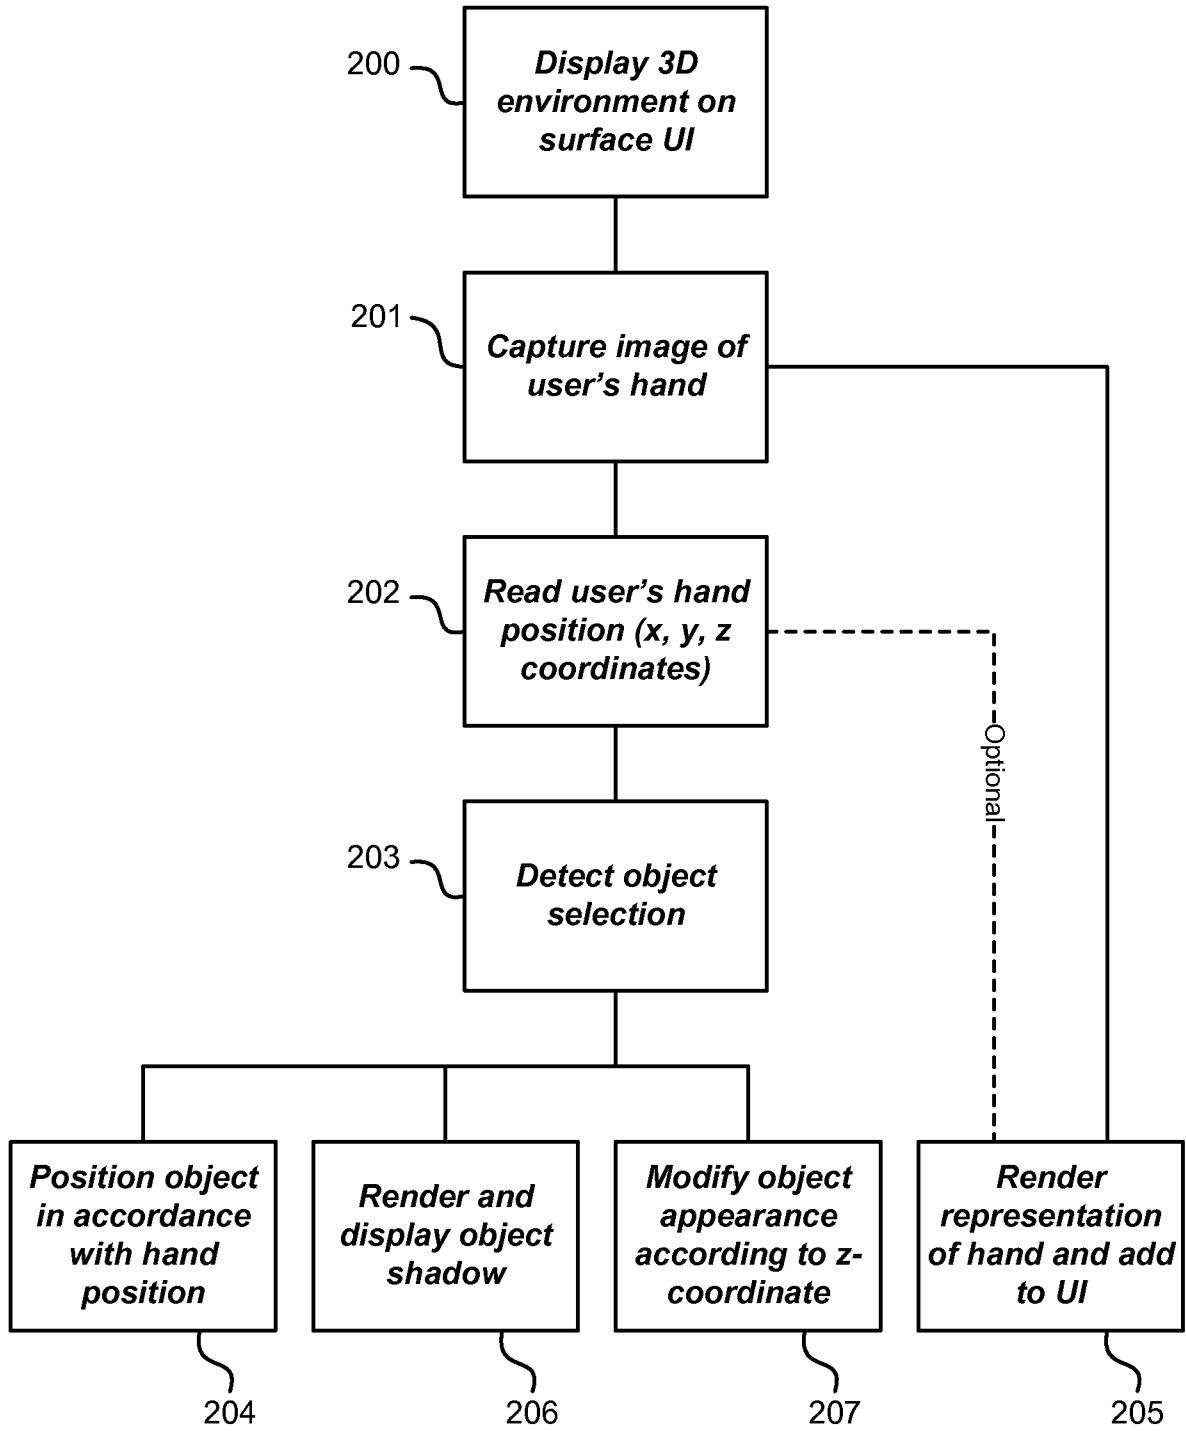 200
Display 3D
environment on
surface UI
201
Capture image of
user's hand
202
Read user's hand
position (x, y, z
coordinates)
Optional
203
Detect object
selection
Position object
in accordance
with hand
position
Render and
display object
shadow
Modify object
appearance
according to z-
coordinate
Render
representation
of hand and add
to UI
204
206
207
205